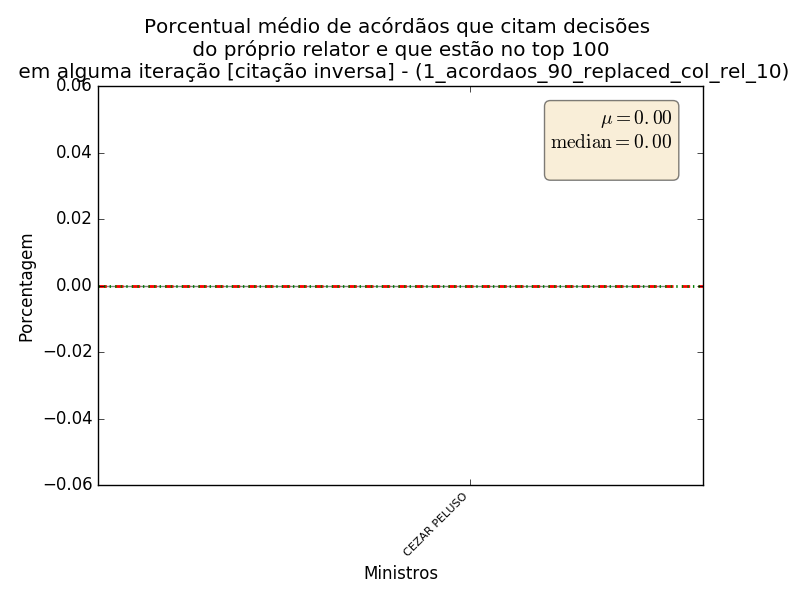 Porcentual médio de acórdãos que citam decisões
do próprio relator e que estão no top 100
em alguma iteração [citação inversa] - (1_acordaos_90_replaced_col_rel_10)
0.06
μ = 0.00
median = 0.00
0.04
0.02
0.00
−0.02
−0.04
−0.06
Porcentagem
CEZAR PELUSO
Ministros